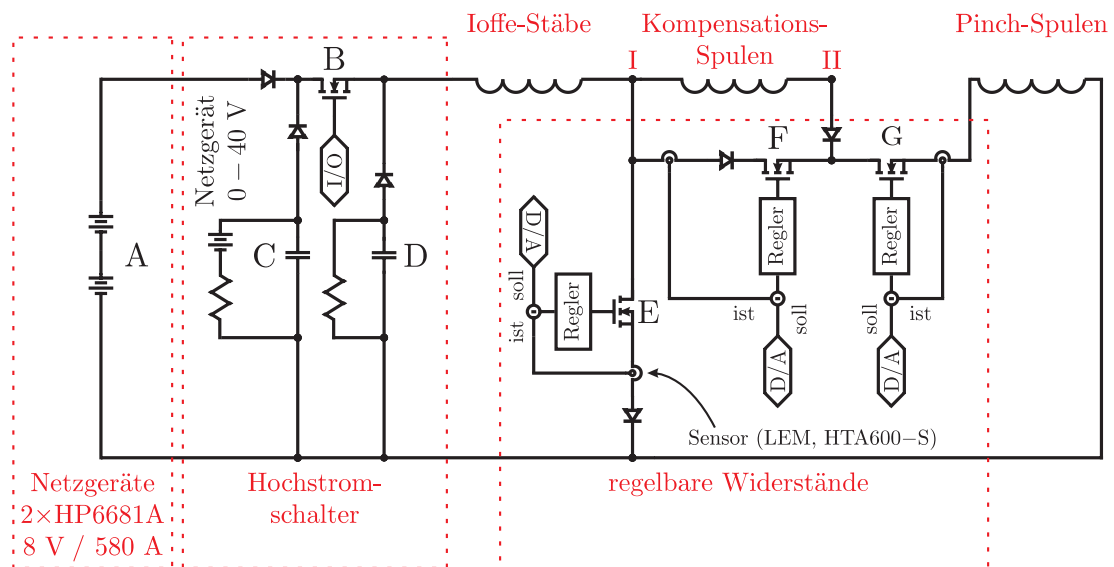 Ioffe-Stäbe
Kompensations-
Spulen
Pinch-Spulen
I
II
A
B
C
D
E
F
G
Netzgerät
0 – 40 V
I/O
D/A
soll
ist
Regler
Regler
ist
soll
D/A
Regler
soll
ist
D/A
Sensor (LEM, HTA600–S)
Netzgeräte
2×HP6681A
8 V / 580 A
Hochstrom-
schalter
regelbare Widerstände